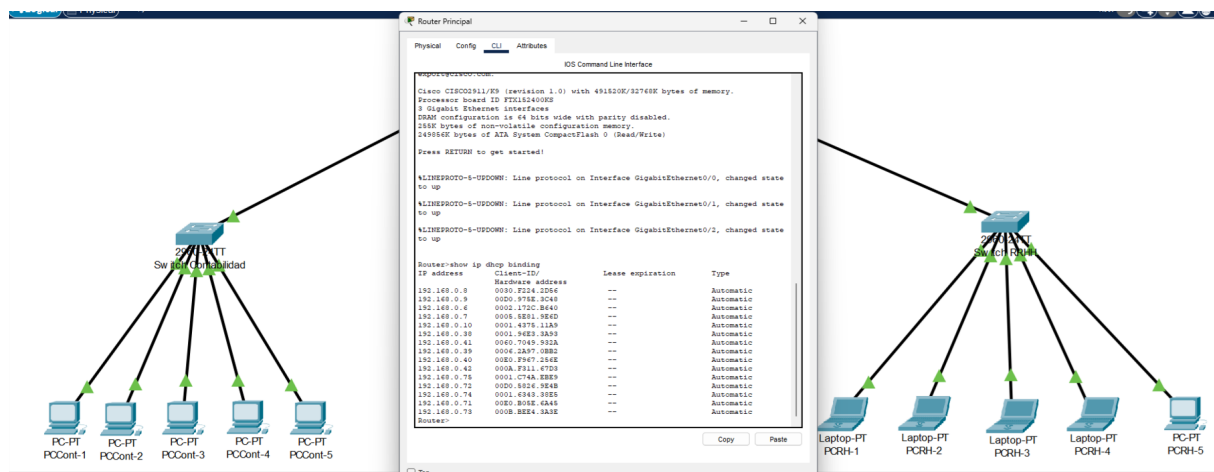 Router Principal
Physical Config CLI Attributes
IOS Command Line Interface
export@cisco.com.
Cisco CISCO2911/K9 (revision 1.0) with 491520K/32768K bytes of memory.
Processor board ID FTX152400KS
3 Gigabit Ethernet interfaces
DRAM configuration is 64 bits wide with parity disabled.
255K bytes of non-volatile configuration memory.
249856K bytes of ATA System CompactFlash 0 (Read/Write)
Press RETURN to get started!
%LINEPROTO-5-UPDOWN: Line protocol on Interface GigabitEthernet0/0, changed state
to up
%LINEPROTO-5-UPDOWN: Line protocol on Interface GigabitEthernet0/1, changed state
to up
%LINEPROTO-5-UPDOWN: Line protocol on Interface GigabitEthernet0/2, changed state
to up
Router>show ip dhcp binding
IP address Client-ID/ Lease expiration Type
Hardware address
192.168.0.8 0030.F224.2D56 -- Automatic
192.168.0.9 00D0.975E.3C48 -- Automatic
192.168.0.6 0002.172C.B640 -- Automatic
192.168.0.7 0005.5E81.9E6D -- Automatic
192.168.0.10 0001.4375.11A9 -- Automatic
192.168.0.38 0001.96E3.3A93 -- Automatic
192.168.0.41 0060.7049.932A -- Automatic
192.168.0.39 0006.2A97.0BB2 -- Automatic
192.168.0.40 00E0.F967.256E -- Automatic
192.168.0.42 000A.F311.67D3 -- Automatic
192.168.0.75 0001.C74A.EBE9 -- Automatic
192.168.0.72 00D0.5826.9E4B -- Automatic
192.168.0.74 0001.6343.38E5 -- Automatic
192.168.0.71 00E0.B05E.6A45 -- Automatic
192.168.0.73 000B.BEE4.3A3E -- Automatic
Router>
Copy Paste
2960-24TT
Switch Contabilidad
PC-PT
PCCont-1
PC-PT
PCCont-2
PC-PT
PCCont-3
PC-PT
PCCont-4
PC-PT
PCCont-5
2960-24TT
Switch RRHH
Laptop-PT
PCRH-1
Laptop-PT
PCRH-2
Laptop-PT
PCRH-3
Laptop-PT
PCRH-4
PC-PT
PCRH-5